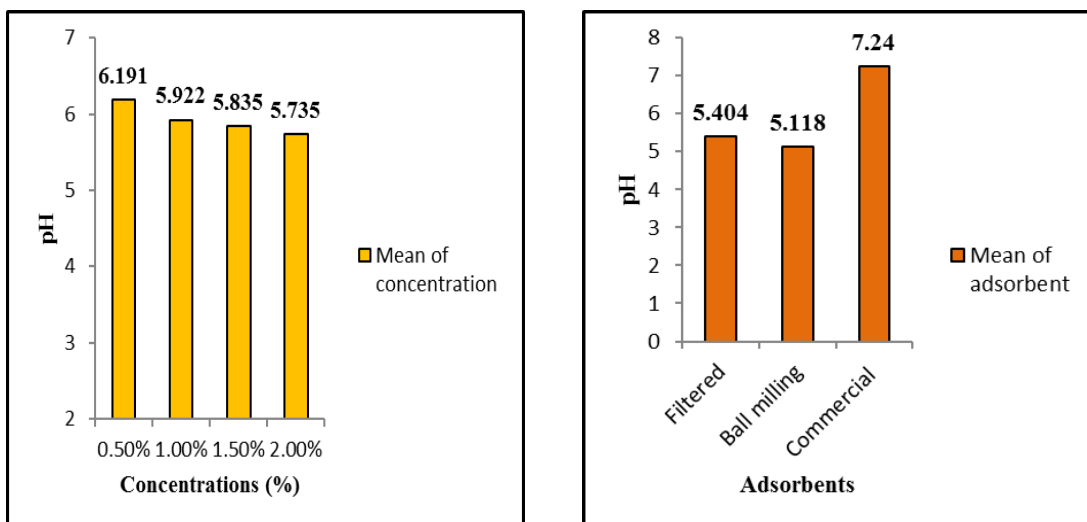 7
6
5
4
3
2
pH
6.191
5.922
5.835
5.735
0.50% 1.00% 1.50% 2.00%
Concentrations (%)
Mean of
concentration
8
7
6
5
4
3
2
1
0
pH
5.404
5.118
7.24
Filtered
Ball milling
Commercial
Adsorbents
Mean of
adsorbent